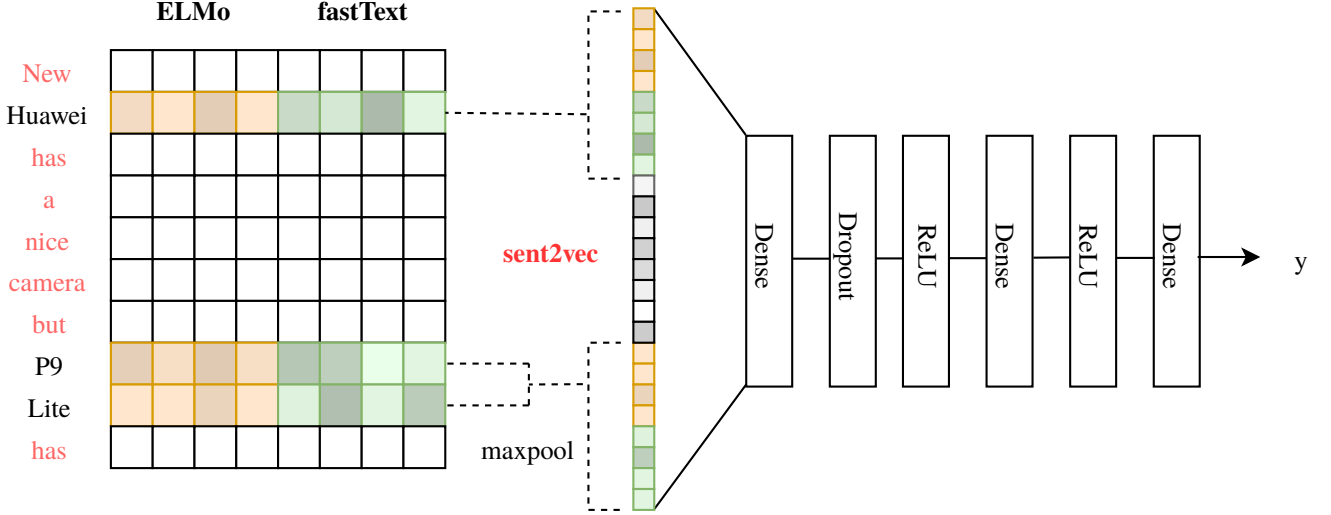 ELMo fastText
New
Huawei
has
a
nice
camera
but
P9
Lite
has
sent2vec
maxpool
Dense
Dropout
ReLU
Dense
ReLU
Dense
y